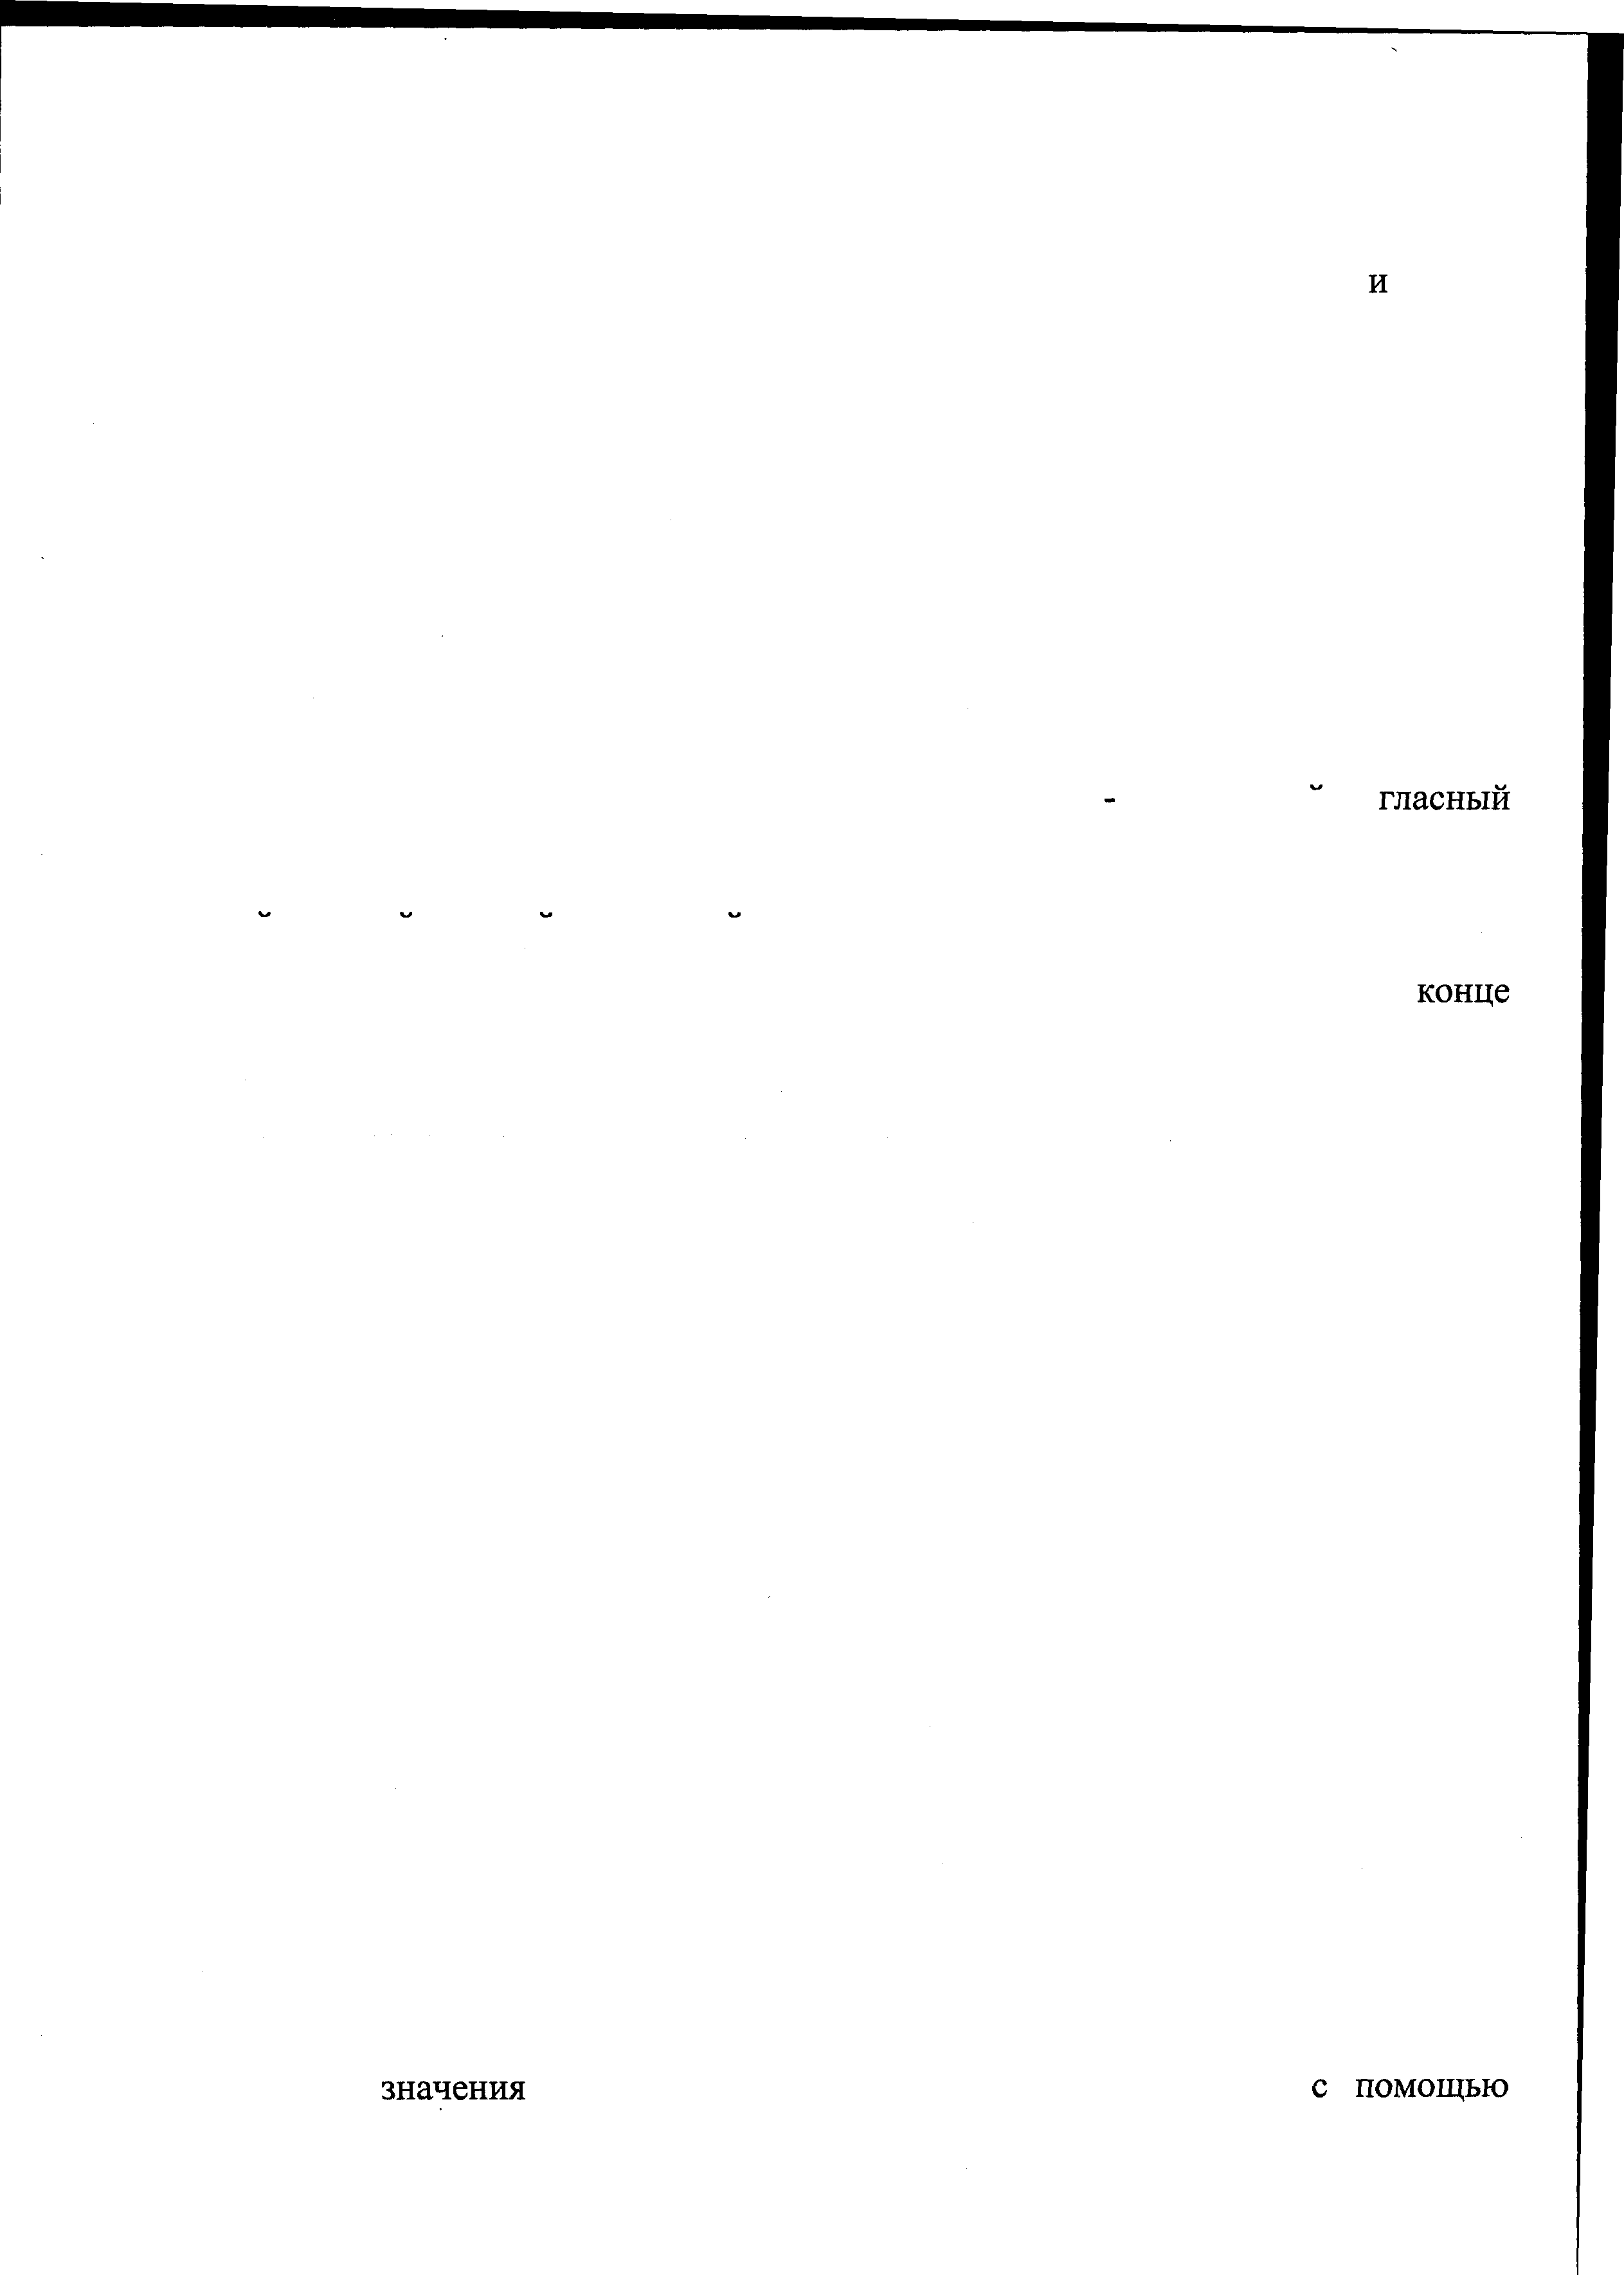 и
- ̆ гласный
̆ ̆ ̆ ̆
конце
значения с помощью